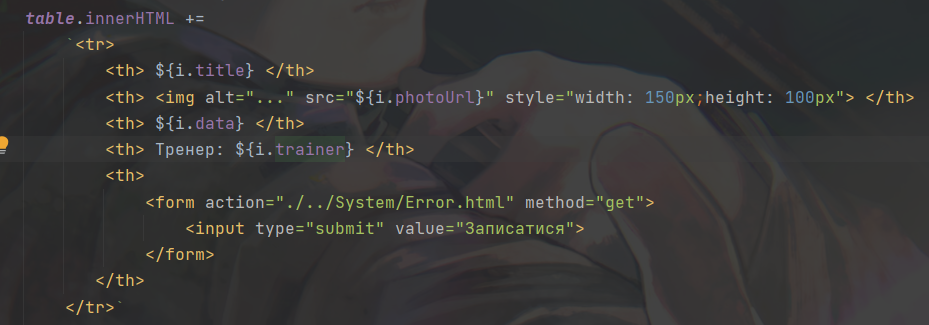 table.innerHTML +=
`<tr>
<th> ${i.title} </th>
<th> <img alt="..." src="${i.photoUrl}" style="width: 150px;height: 100px"> </th>
<th> ${i.data} </th>
<th> Тренер: ${i.trainer} </th>
<th>
<form action="./../System/Error.html" method="get">
<input type="submit" value="Записатися">
</form>
</th>
</tr>`